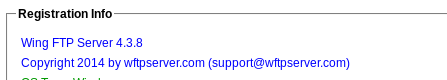 Registration Info
Wing FTP Server 4.3.8
Copyright 2014 by wftpserver.com (support@wftpserver.com)